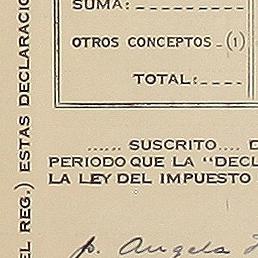 SUMA:
OTROS CONCEPTOS (1)
TOTAL:
...... SUSCRITO....
PERIODO QUE LA "DECL
LA LEY DEL IMPUESTO
p. Angela
EL REG.) ESTAS DECLARACIO